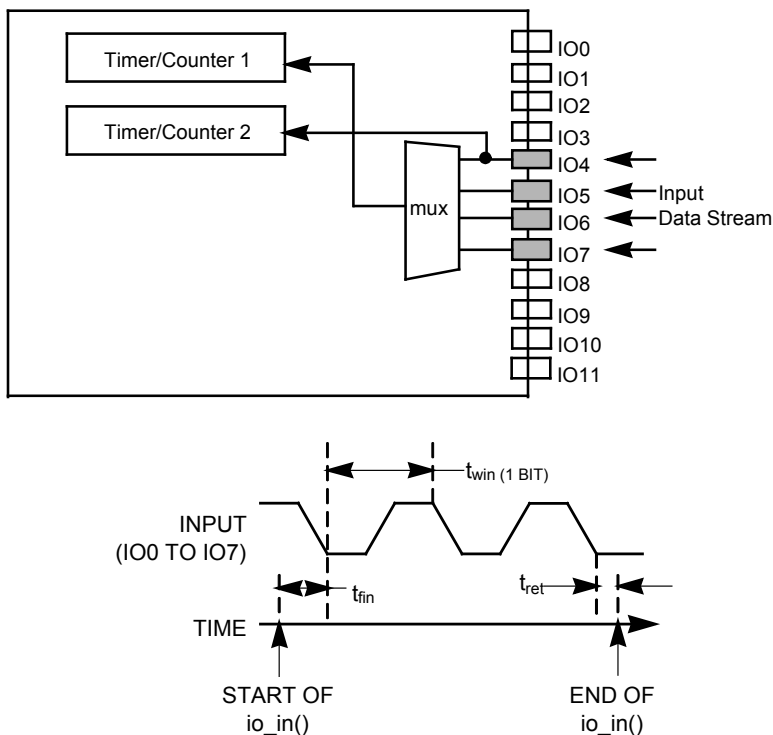 Timer/Counter 1
Timer/Counter 2
mux
IO0
IO1
IO2
IO3
IO4
IO5
IO6
IO7
IO8
IO9
IO10
IO11
Input
Data Stream
twin (1 BIT)
INPUT
(IO0 TO IO7)
tfin
tret
TIME
START OF
io_in()
END OF
io_in()